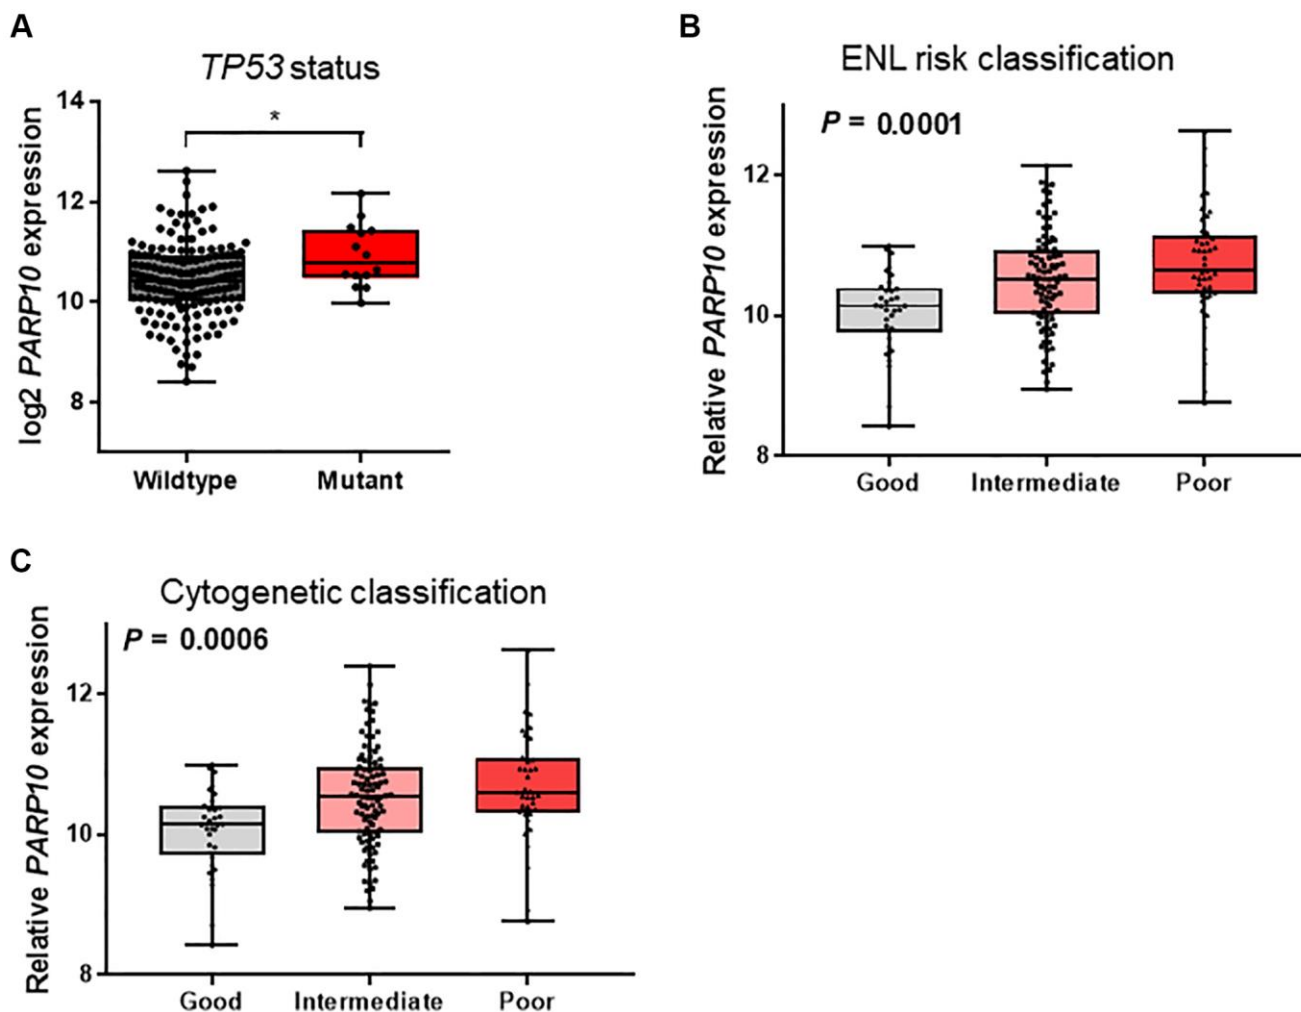 A
TP53 status
log2 PARP10 expression
14
12
10
8
*
Wildtype
Mutant
B
ENL risk classification
Relative PARP10 expression
P = 0.0001
12
10
8
Good
Intermediate
Poor
C
Cytogenetic classification
Relative PARP10 expression
P = 0.0006
12
10
8
Good
Intermediate
Poor